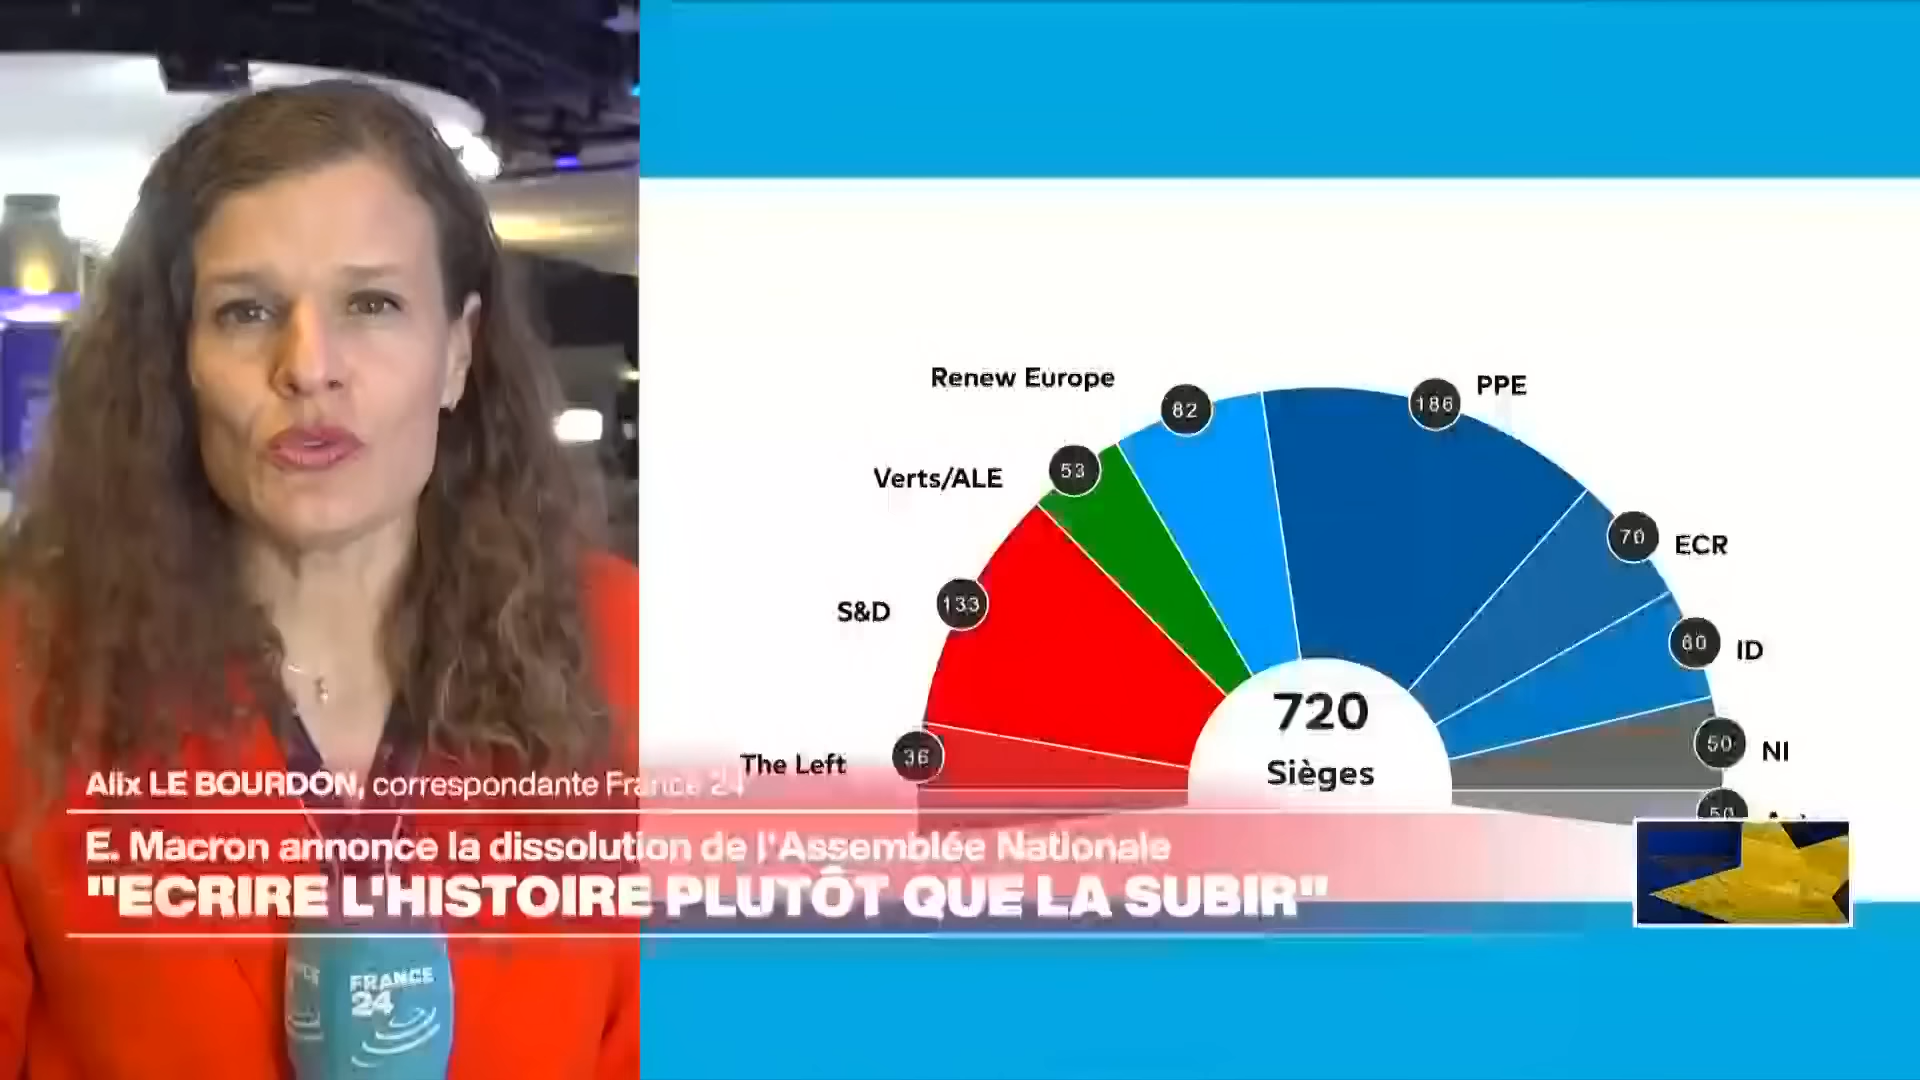 Renew Europe
82
186
PPE
Verts/ALE
53
70
ECR
S&D
133
60
ID
720
Sièges
The Left
36
50
NI
50
Alix LE BOURDON, correspondante France 24
E. Macron annonce la dissolution de l'Assemblée Nationale
"ECRIRE L'HISTOIRE PLUTÔT QUE LA SUBIR"
FRANCE
24